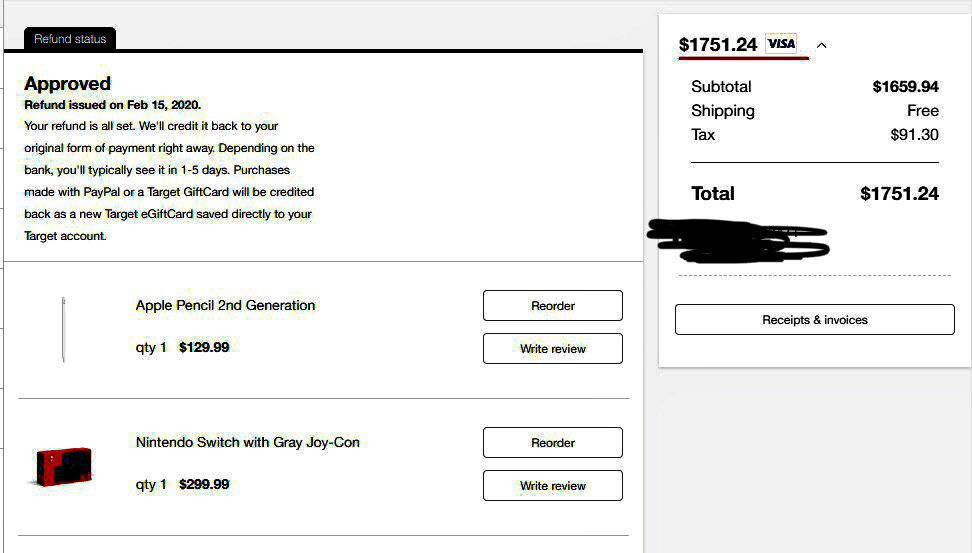 Refund status
Approved
Refund issued on Feb 15, 2020.
Your refund is all set. We'll credit it back to your
original form of payment right away. Depending on the
bank, you'll typically see it in 1-5 days. Purchases
made with PayPal or a Target GiftCard will be credited
back as a new Target eGiftCard saved directly to your
Target account.
Apple Pencil 2nd Generation
qty 1 $129.99
Reorder
Write review
Nintendo Switch with Gray Joy-Con
qty 1 $299.99
Reorder
Write review
$1751.24 VISA
Subtotal $1659.94
Shipping Free
Tax $91.30
Total $1751.24
Receipts & invoices